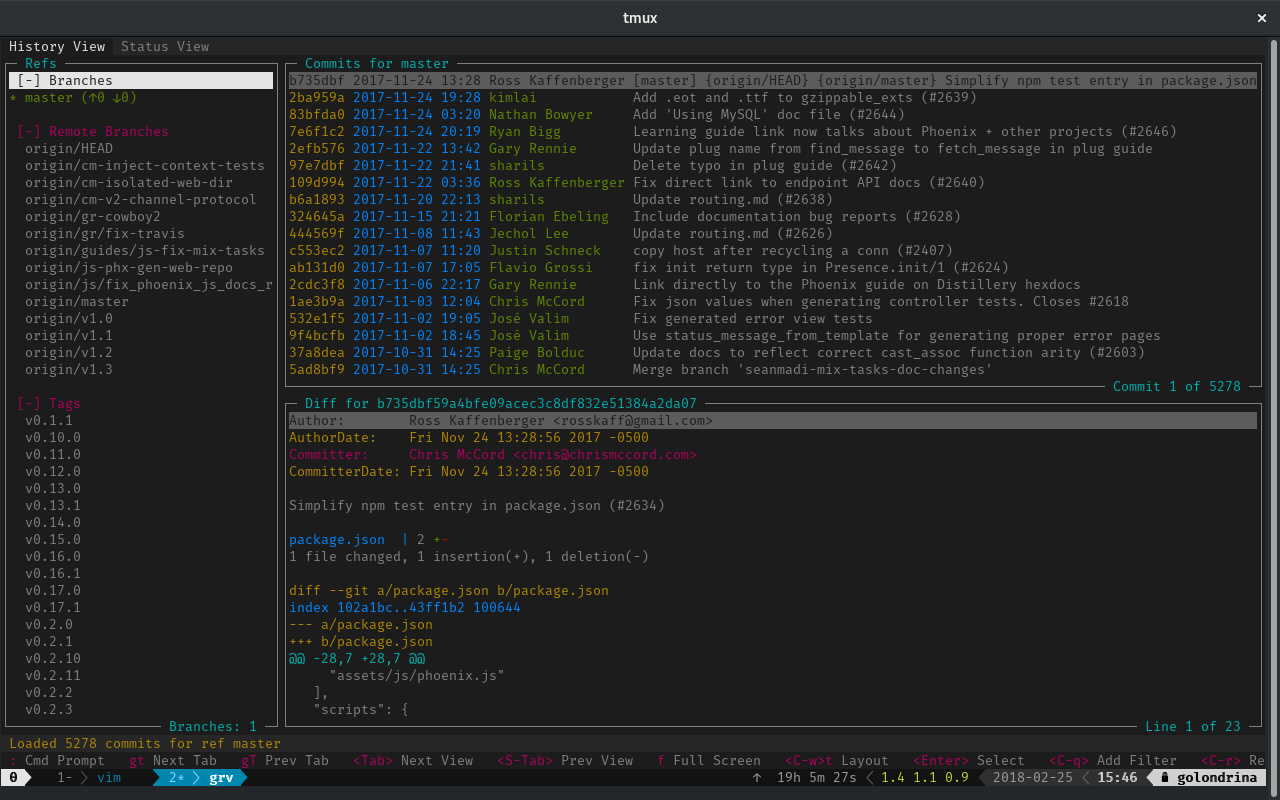 tmux ×
History View Status View
Refs
[-] Branches
* master (↑0 ↓0)
[-] Remote Branches
origin/HEAD
origin/cm-inject-context-tests
origin/cm-isolated-web-dir
origin/cm-v2-channel-protocol
origin/gr-cowboy2
origin/gr/fix-travis
origin/guides/js-fix-mix-tasks
origin/js-phx-gen-web-repo
origin/js/fix_phoenix_js_docs_r
origin/master
origin/v1.0
origin/v1.1
origin/v1.2
origin/v1.3
[-] Tags
v0.1.1
v0.10.0
v0.11.0
v0.12.0
v0.13.0
v0.13.1
v0.14.0
v0.15.0
v0.16.0
v0.16.1
v0.17.0
v0.17.1
v0.2.0
v0.2.1
v0.2.10
v0.2.11
v0.2.2
v0.2.3
Branches: 1
Commits for master
b735dbf 2017-11-24 13:28 Ross Kaffenberger [master] {origin/HEAD} {origin/master} Simplify npm test entry in package.json
2ba959a 2017-11-24 19:28 kimlai Add .eot and .ttf to gzippable_exts (#2639)
83bfda0 2017-11-24 03:20 Nathan Bowyer Add 'Using MySQL' doc file (#2644)
7e6f1c2 2017-11-24 20:19 Ryan Bigg Learning guide link now talks about Phoenix + other projects (#2646)
2efb576 2017-11-22 13:42 Gary Rennie Update plug name from find_message to fetch_message in plug guide
97e7dbf 2017-11-22 21:41 sharils Delete typo in plug guide (#2642)
109d994 2017-11-22 03:36 Ross Kaffenberger Fix direct link to endpoint API docs (#2640)
b6a1893 2017-11-20 22:13 sharils Update routing.md (#2638)
324645a 2017-11-15 21:21 Florian Ebeling Include documentation bug reports (#2628)
444569f 2017-11-08 11:43 Jechol Lee Update routing.md (#2626)
c553ec2 2017-11-07 11:20 Justin Schneck copy host after recycling a conn (#2407)
ab131d0 2017-11-07 17:05 Flavio Grossi fix init return type in Presence.init/1 (#2624)
2cdc3f8 2017-11-06 22:17 Gary Rennie Link directly to the Phoenix guide on Distillery hexdocs
1ae3b9a 2017-11-03 12:04 Chris McCord Fix json values when generating controller tests. Closes #2618
532e1f5 2017-11-02 19:05 José Valim Fix generated error view tests
9f4bcfb 2017-11-02 18:45 José Valim Use status_message_from_template for generating proper error pages
37a8dea 2017-10-31 14:25 Paige Bolduc Update docs to reflect correct cast_assoc function arity (#2603)
5ad8bf9 2017-10-31 14:25 Chris McCord Merge branch 'seanmadi-mix-tasks-doc-changes'
Commit 1 of 5278
Diff for b735dbf59a4bfe09acec3c8df832e51384a2da07
Author: Ross Kaffenberger <rosskaff@gmail.com>
AuthorDate: Fri Nov 24 13:28:56 2017 -0500
Committer: Chris McCord <chris@chrismccord.com>
CommitterDate: Fri Nov 24 13:28:56 2017 -0500
Simplify npm test entry in package.json (#2634)
package.json | 2 +-
1 file changed, 1 insertion(+), 1 deletion(-)
diff --git a/package.json b/package.json
index 102a1bc..43ff1b2 100644
--- a/package.json
+++ b/package.json
@@ -28,7 +28,7 @@
"assets/js/phoenix.js"
],
"scripts": {
Line 1 of 23
Loaded 5278 commits for ref master
: Cmd Prompt gt Next Tab gT Prev Tab <Tab> Next View <S-Tab> Prev View f Full Screen <C-w>t Layout <Enter> Select <C-q> Add Filter <C-r> Re
0 1- vim 2* grv ↑ 19h 5m 27s 1.4 1.1 0.9 2018-02-25 15:46 golondrina